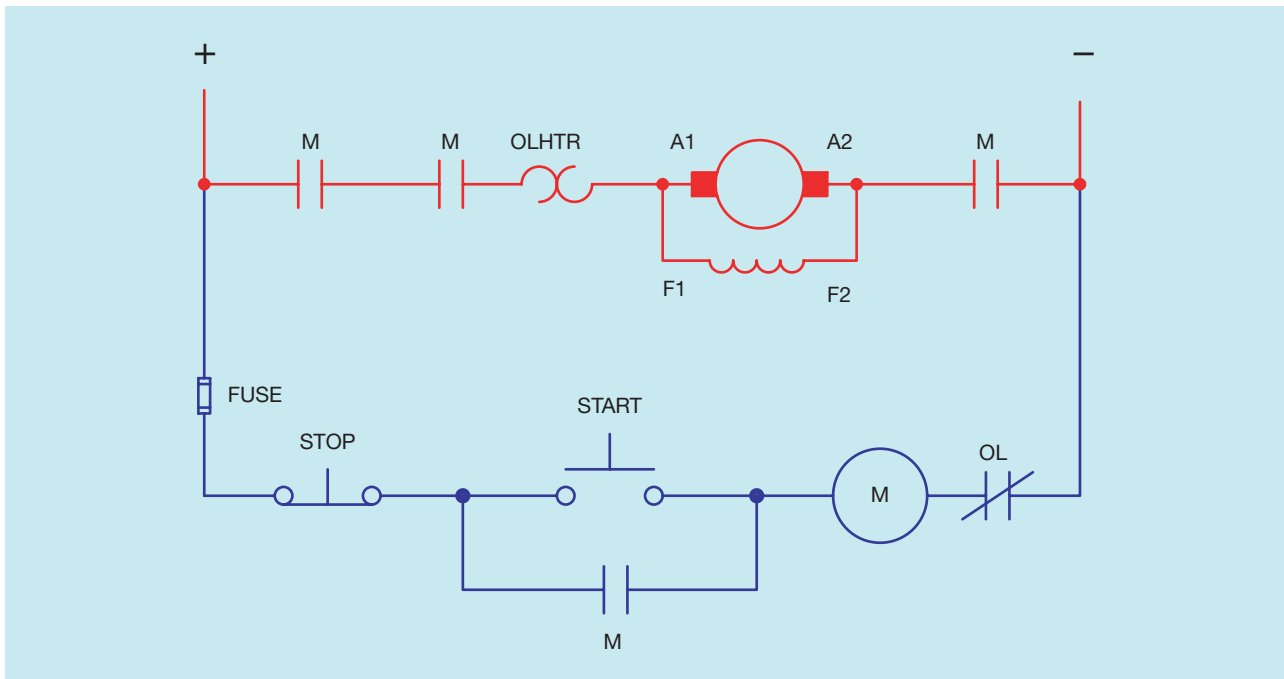 + −
M M OLHTR A1 A2 M
F1 F2
FUSE
START
STOP
OL
M
M